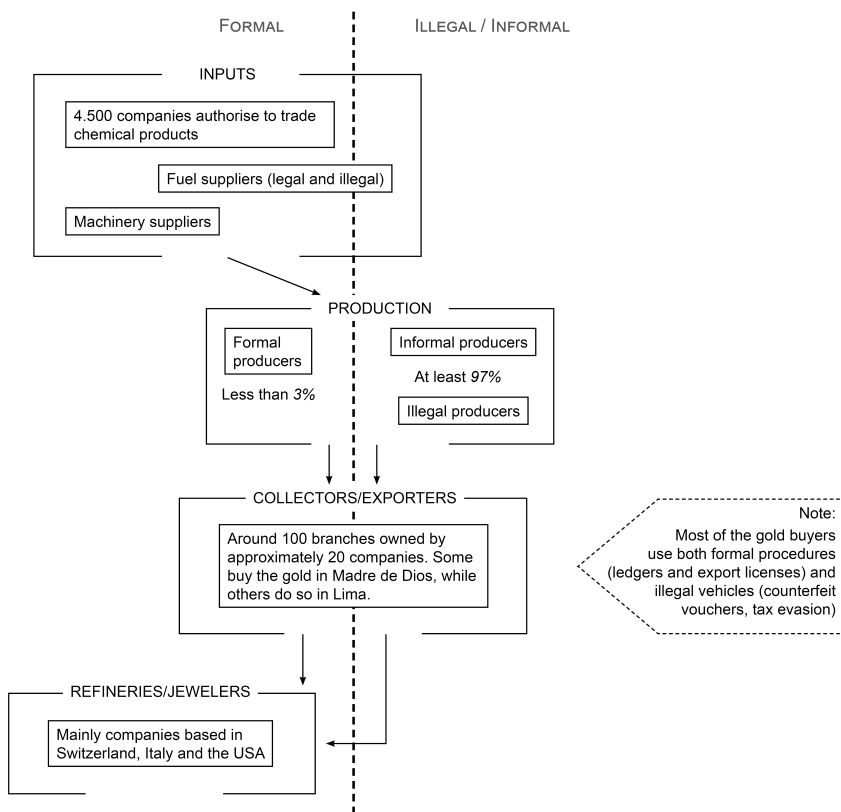 FORMAL
ILLEGAL / INFORMAL
INPUTS
4.500 companies authorise to trade
chemical products
Fuel suppliers (legal and illegal)
Machinery suppliers
PRODUCTION
Formal
producers
Less than 3%
Informal producers
At least 97%
Illegal producers
COLLECTORS/EXPORTERS
Around 100 branches owned by
approximately 20 companies. Some
buy the gold in Madre de Dios, while
others do so in Lima.
Note:
Most of the gold buyers
use both formal procedures
(ledgers and export licenses) and
illegal vehicles (counterfeit
vouchers, tax evasion)
REFINERIES/JEWELERS
Mainly companies based in
Switzerland, Italy and the USA